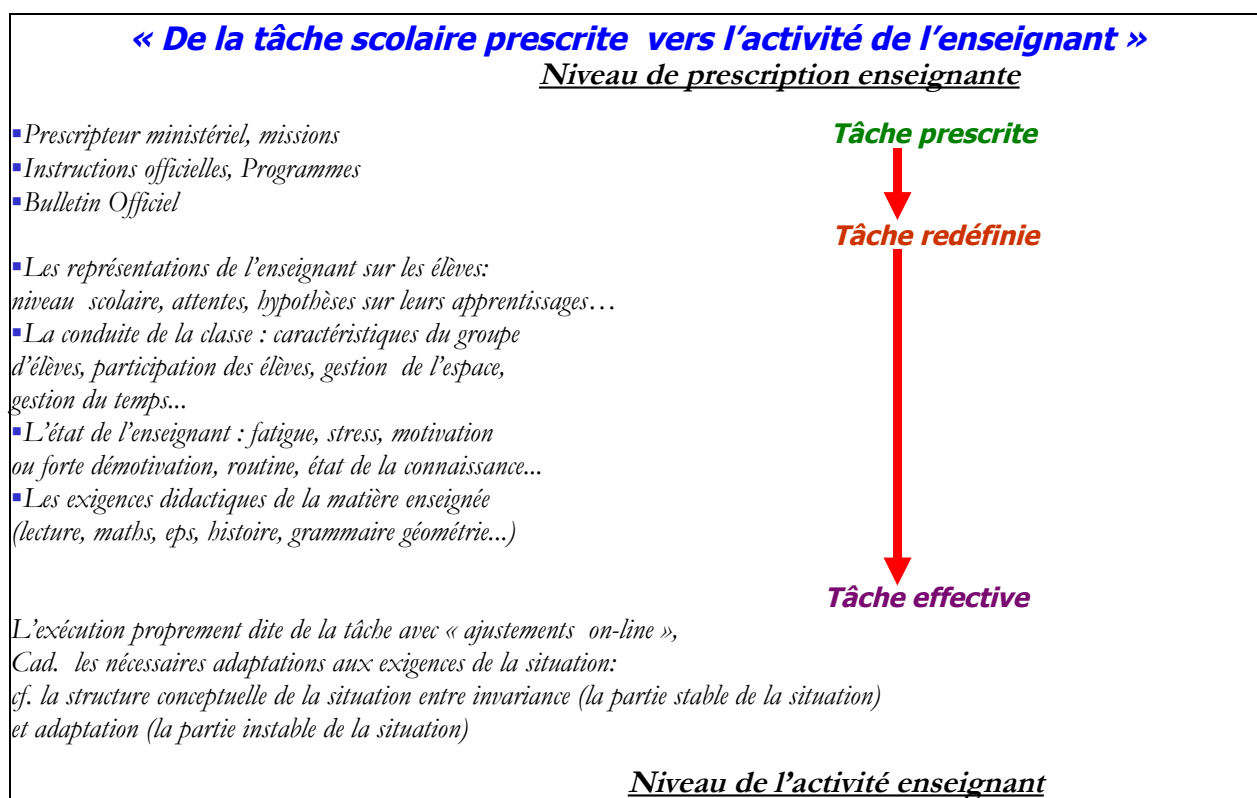 « De la tâche scolaire prescrite vers l’activité de l’enseignant »
Niveau de prescription enseignante
▪Prescripteur ministériel, missions
Tâche prescrite
▪Instructions officielles, Programmes
▪Bulletin Officiel
Tâche redéfinie
▪Les représentations de l’enseignant sur les élèves:
niveau scolaire, attentes, hypothèses sur leurs apprentissages…
▪La conduite de la classe : caractéristiques du groupe
d’élèves, participation des élèves, gestion de l’espace,
gestion du temps...
▪L’état de l’enseignant : fatigue, stress, motivation
ou forte démotivation, routine, état de la connaissance...
▪Les exigences didactiques de la matière enseignée
(lecture, maths, eps, histoire, grammaire géométrie...)
Tâche effective
L’exécution proprement dite de la tâche avec « ajustements on-line »,
Cad. les nécessaires adaptations aux exigences de la situation:
cf. la structure conceptuelle de la situation entre invariance (la partie stable de la situation)
et adaptation (la partie instable de la situation)
Niveau de l’activité enseignant